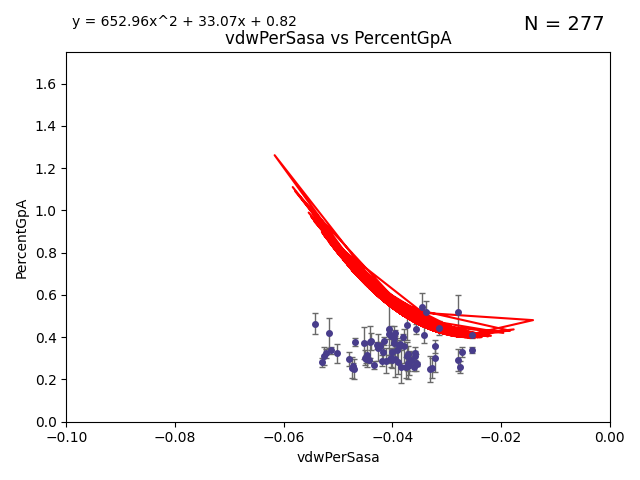 y = 652.96x^2 + 33.07x + 0.82
N = 277
vdwPerSasa vs PercentGpA
PercentGpA
1.6
1.4
1.2
1.0
0.8
0.6
0.4
0.2
0.0
−0.10 −0.08 −0.06 −0.04 −0.02 0.00
vdwPerSasa